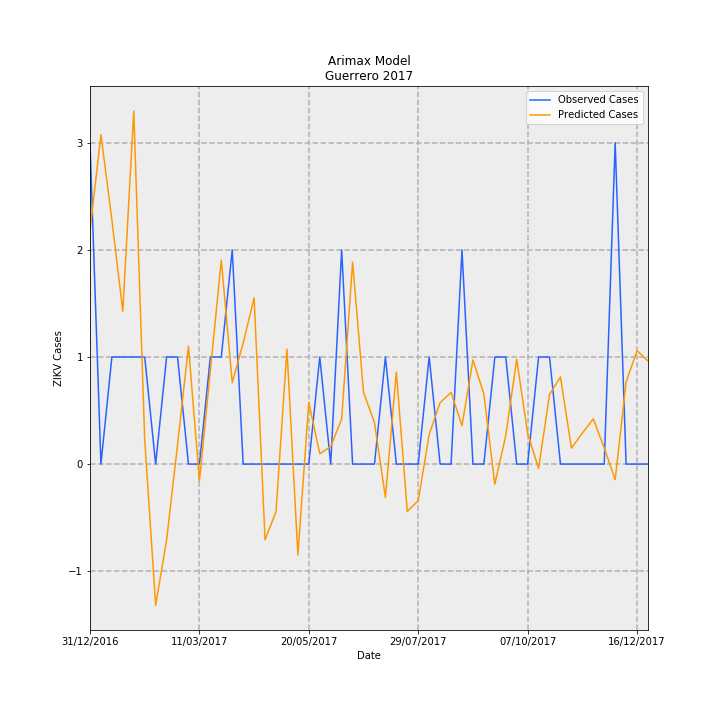 Arimax Model
Guerrero 2017
Observed Cases
Predicted Cases
ZIKV Cases
3
2
1
0
−1
31/12/2016 11/03/2017 20/05/2017 29/07/2017 07/10/2017 16/12/2017
Date